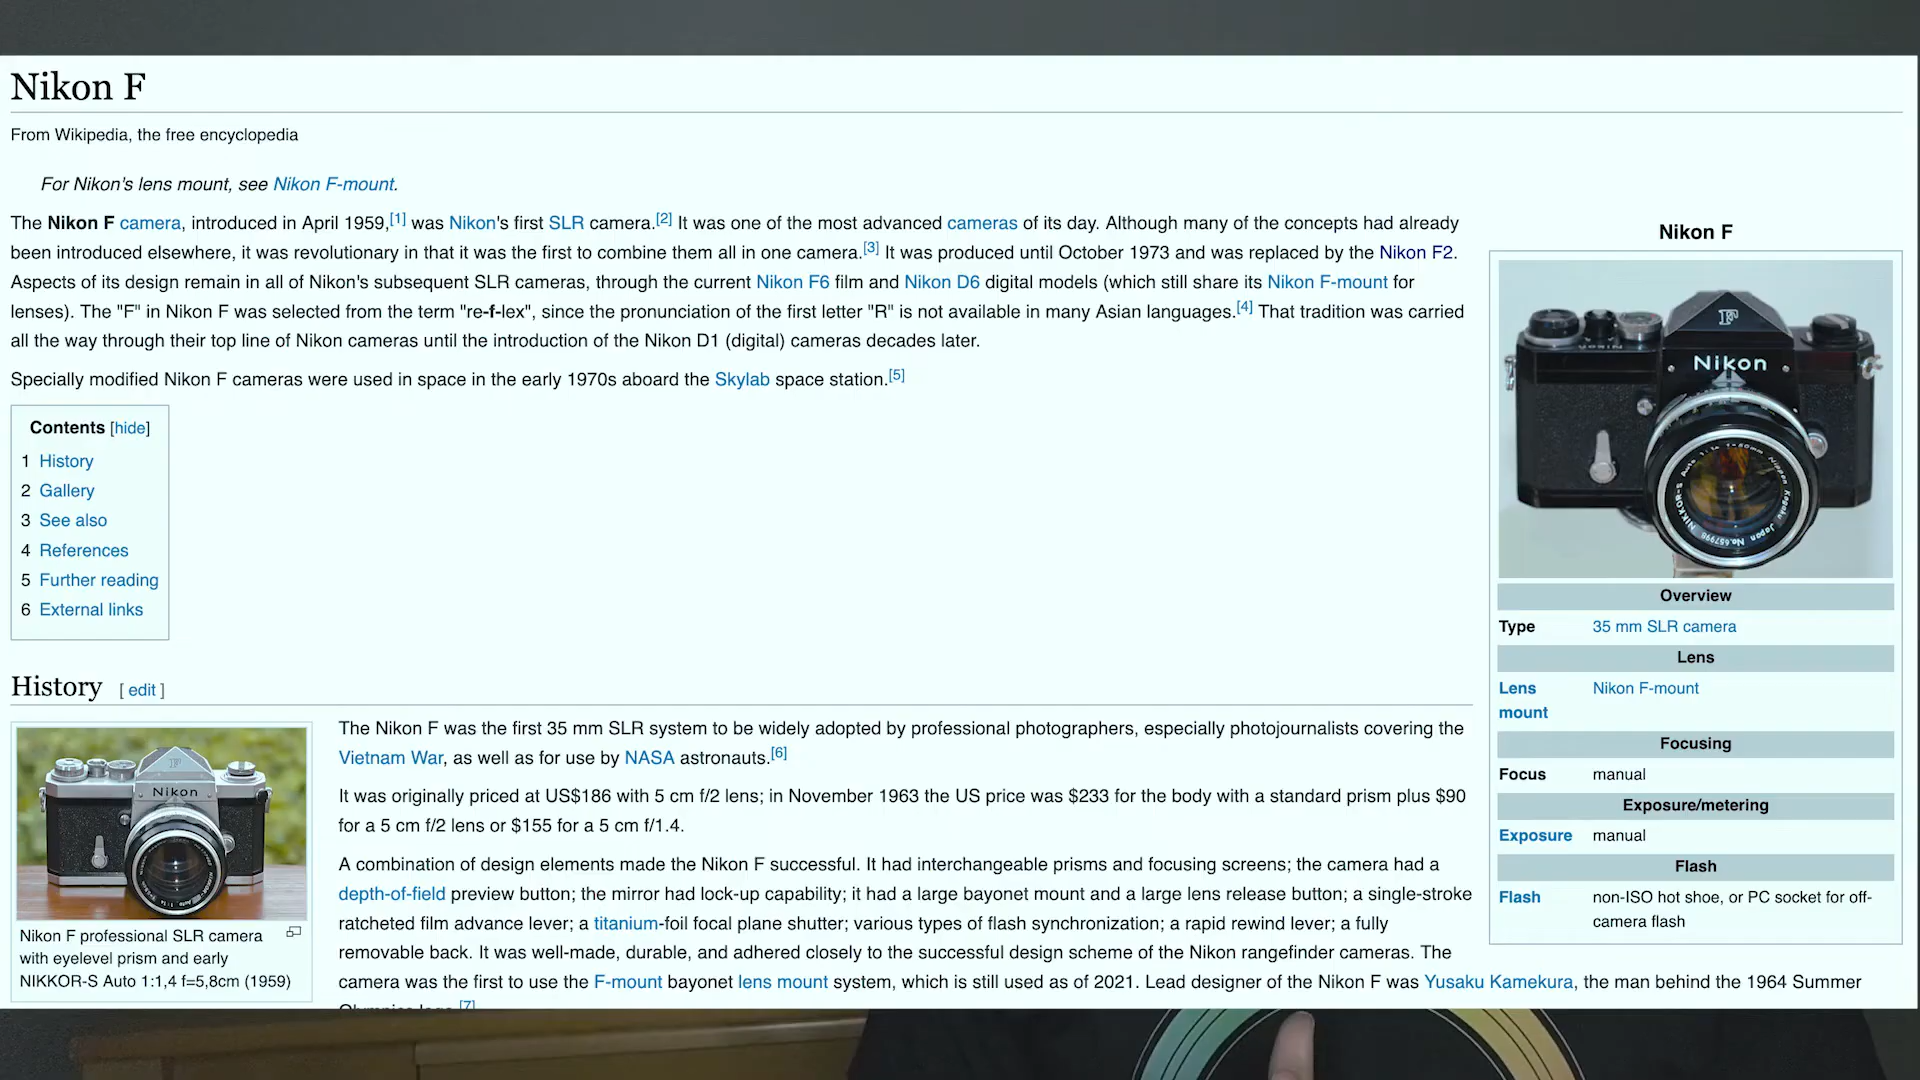 Nikon F
From Wikipedia, the free encyclopedia
For Nikon's lens mount, see Nikon F-mount.
The Nikon F camera, introduced in April 1959,[1] was Nikon's first SLR camera.[2] It was one of the most advanced cameras of its day. Although many of the concepts had already
been introduced elsewhere, it was revolutionary in that it was the first to combine them all in one camera.[3] It was produced until October 1973 and was replaced by the Nikon F2.
Aspects of its design remain in all of Nikon's subsequent SLR cameras, through the current Nikon F6 film and Nikon D6 digital models (which still share its Nikon F-mount for
lenses). The "F" in Nikon F was selected from the term "re-f-lex", since the pronunciation of the first letter "R" is not available in many Asian languages.[4] That tradition was carried
all the way through their top line of Nikon cameras until the introduction of the Nikon D1 (digital) cameras decades later.
Specially modified Nikon F cameras were used in space in the early 1970s aboard the Skylab space station.[5]
Contents [hide]
1 History
2 Gallery
3 See also
4 References
5 Further reading
6 External links
History [ edit ]
Nikon
Nikon F professional SLR camera
with eyelevel prism and early
NIKKOR-S Auto 1:1,4 f=5,8cm (1959)
The Nikon F was the first 35 mm SLR system to be widely adopted by professional photographers, especially photojournalists covering the
Vietnam War, as well as for use by NASA astronauts.[6]
It was originally priced at US$186 with 5 cm f/2 lens; in November 1963 the US price was $233 for the body with a standard prism plus $90
for a 5 cm f/2 lens or $155 for a 5 cm f/1.4.
A combination of design elements made the Nikon F successful. It had interchangeable prisms and focusing screens; the camera had a
depth-of-field preview button; the mirror had lock-up capability; it had a large bayonet mount and a large lens release button; a single-stroke
ratcheted film advance lever; a titanium-foil focal plane shutter; various types of flash synchronization; a rapid rewind lever; a fully
removable back. It was well-made, durable, and adhered closely to the successful design scheme of the Nikon rangefinder cameras. The
camera was the first to use the F-mount bayonet lens mount system, which is still used as of 2021. Lead designer of the Nikon F was Yusaku Kamekura, the man behind the 1964 Summer
Olympics logo.[7]
Nikon F
F
Nikon
NIKKOR-S Auto 1:1.4 f=50mm Nippon Kogaku Japan
Overview
Type 35 mm SLR camera
Lens
Lens mount Nikon F-mount
Focusing
Focus manual
Exposure/metering
Exposure manual
Flash
Flash non-ISO hot shoe, or PC socket for off-
camera flash